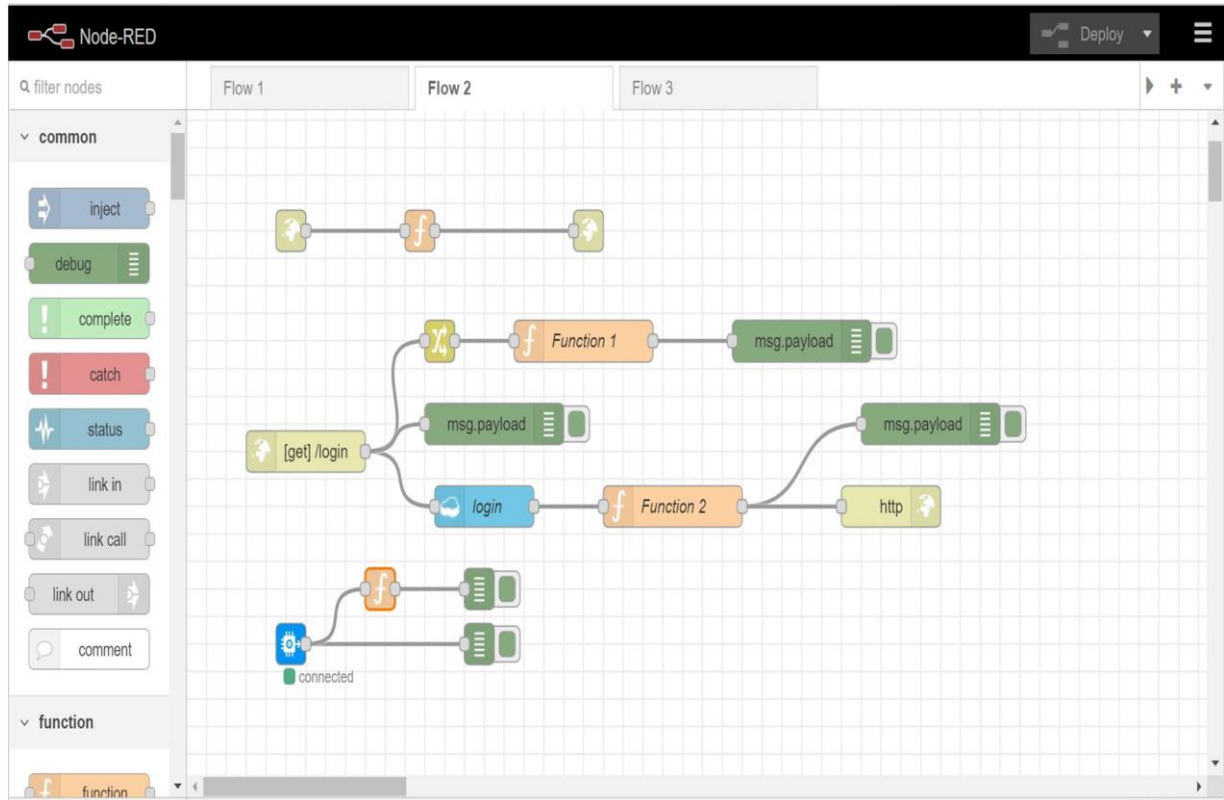 Node-RED
Deploy
filter nodes
Flow 1
Flow 2
Flow 3
common
inject
debug
complete
catch
status
link in
link call
link out
comment
function
function
Function 1
msg.payload
msg.payload
msg.payload
[get] /login
login
Function 2
http
connected